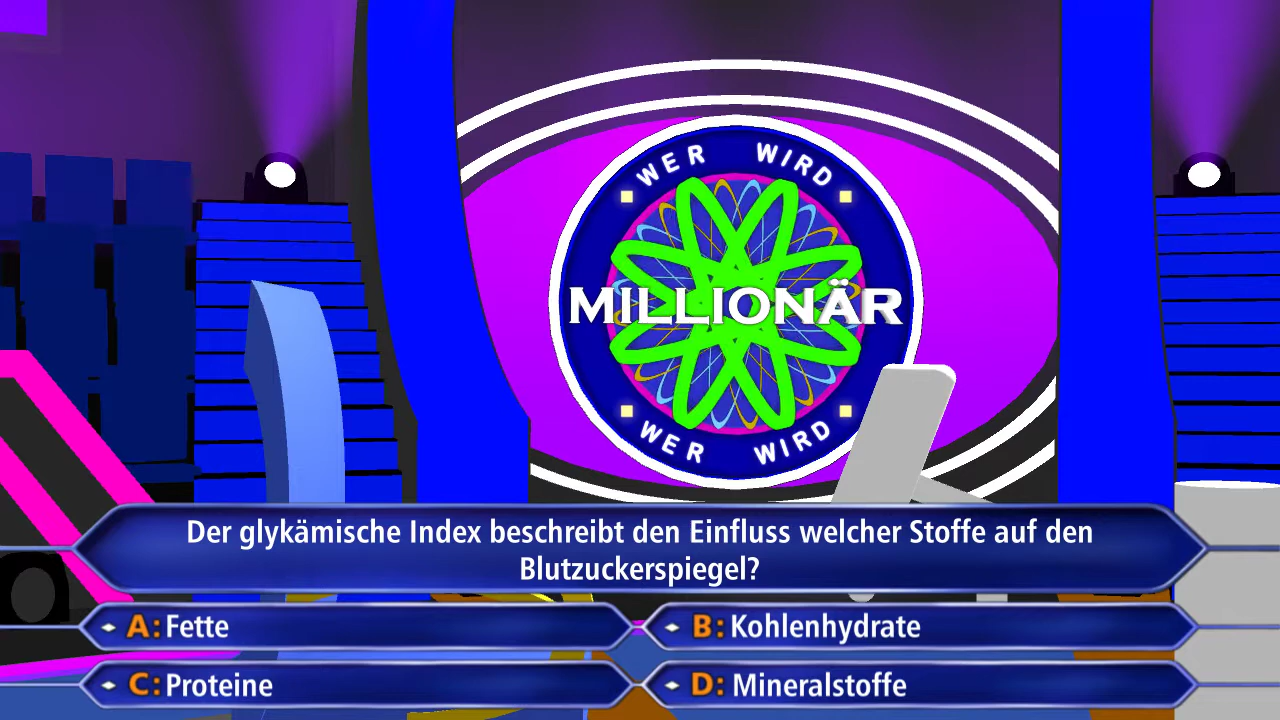 WER WIRD
MILLIONÄR
WER WIRD
Der glykämische Index beschreibt den Einfluss welcher Stoffe auf den
Blutzuckerspiegel?
A: Fette
B: Kohlenhydrate
C: Proteine
D: Mineralstoffe